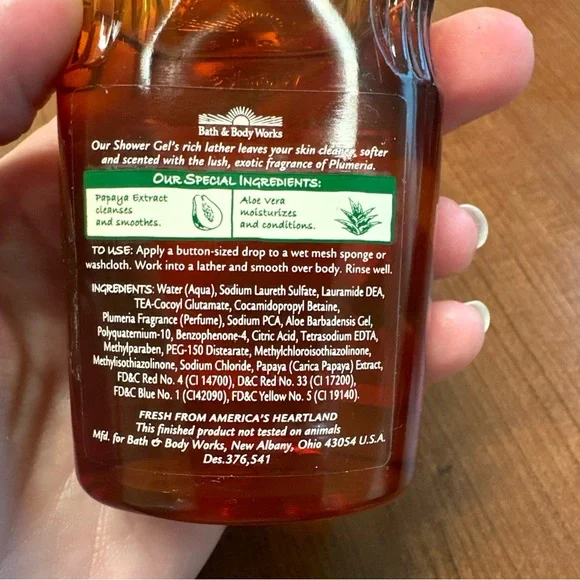 Bath & Body Works
Our Shower Gel's rich lather leaves your skin cleaner, softer
and scented with the lush, exotic fragrance of Plumeria.
OUR SPECIAL INGREDIENTS:
Papaya Extract
cleanses
and smoothes.
Aloe Vera
moisturizes
and conditions.
TO USE: Apply a button-sized drop to a wet mesh sponge or
washcloth. Work into a lather and smooth over body. Rinse well.
INGREDIENTS: Water (Aqua), Sodium Laureth Sulfate, Lauramide DEA,
TEA-Cocoyl Glutamate, Cocamidopropyl Betaine,
Plumeria Fragrance (Perfume), Sodium PCA, Aloe Barbadensis Gel,
Polyquaternium-10, Benzophenone-4, Citric Acid, Tetrasodium EDTA,
Methylparaben, PEG-150 Distearate, Methylchloroisothiazolinone,
Methylisothiazolinone, Sodium Chloride, Papaya (Carica Papaya) Extract,
FD&C Red No. 4 (CI 14700), D&C Red No. 33 (CI 17200),
FD&C Blue No. 1 (CI42090), FD&C Yellow No. 5 (CI 19140).
FRESH FROM AMERICA'S HEARTLAND
This finished product not tested on animals
Mfd. for Bath & Body Works, New Albany, Ohio 43054 U.S.A.
Des.376,541